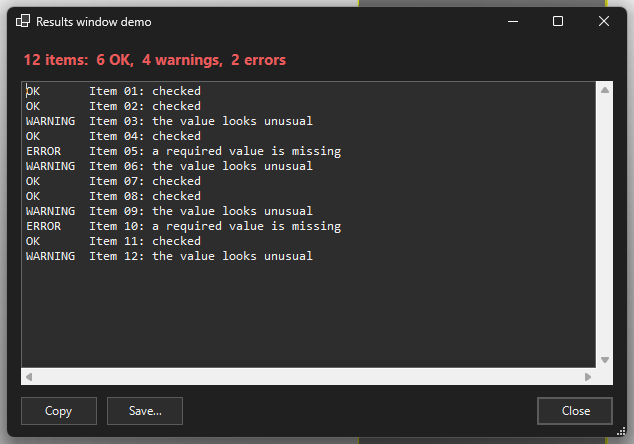 Results window demo
12 items:  6 OK,  4 warnings,  2 errors
OK       Item 01: checked
OK       Item 02: checked
WARNING  Item 03: the value looks unusual
OK       Item 04: checked
ERROR    Item 05: a required value is missing
WARNING  Item 06: the value looks unusual
OK       Item 07: checked
OK       Item 08: checked
WARNING  Item 09: the value looks unusual
ERROR    Item 10: a required value is missing
OK       Item 11: checked
WARNING  Item 12: the value looks unusual
Copy  Save...  Close